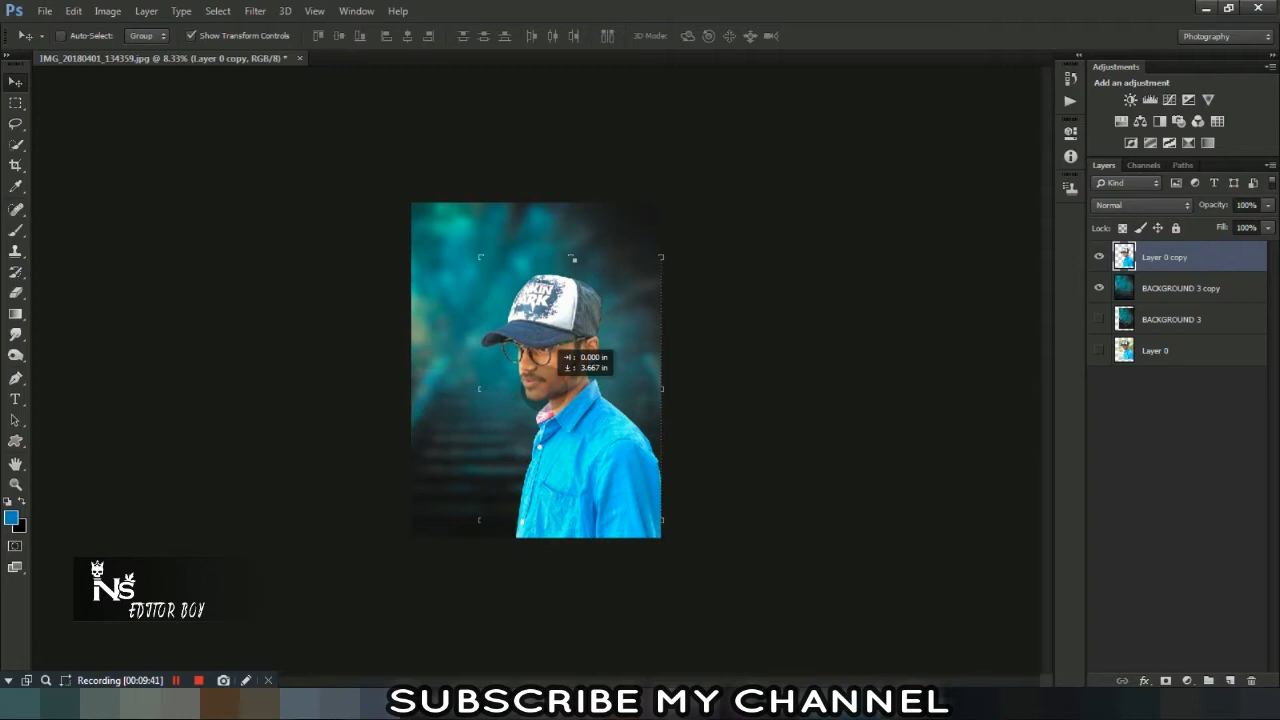 Ps File Edit Image Layer Type Select Filter 3D View Window Help
Auto-Select: Group Show Transform Controls 3D Mode: Photography
IMG_20180401_134359.jpg @ 8.33% (Layer 0 copy, RGB/8) * ×
Adjustments
Add an adjustment
Layers Channels Paths
Kind
Normal Opacity: 100%
Lock: Fill: 100%
Layer 0 copy
BACKGROUND 3 copy
BACKGROUND 3
Layer 0
PARK
0.000 in
3.667 in
Ns
EDITOR BOY
Recording [00:09:41]
SUBSCRIBE MY CHANNEL